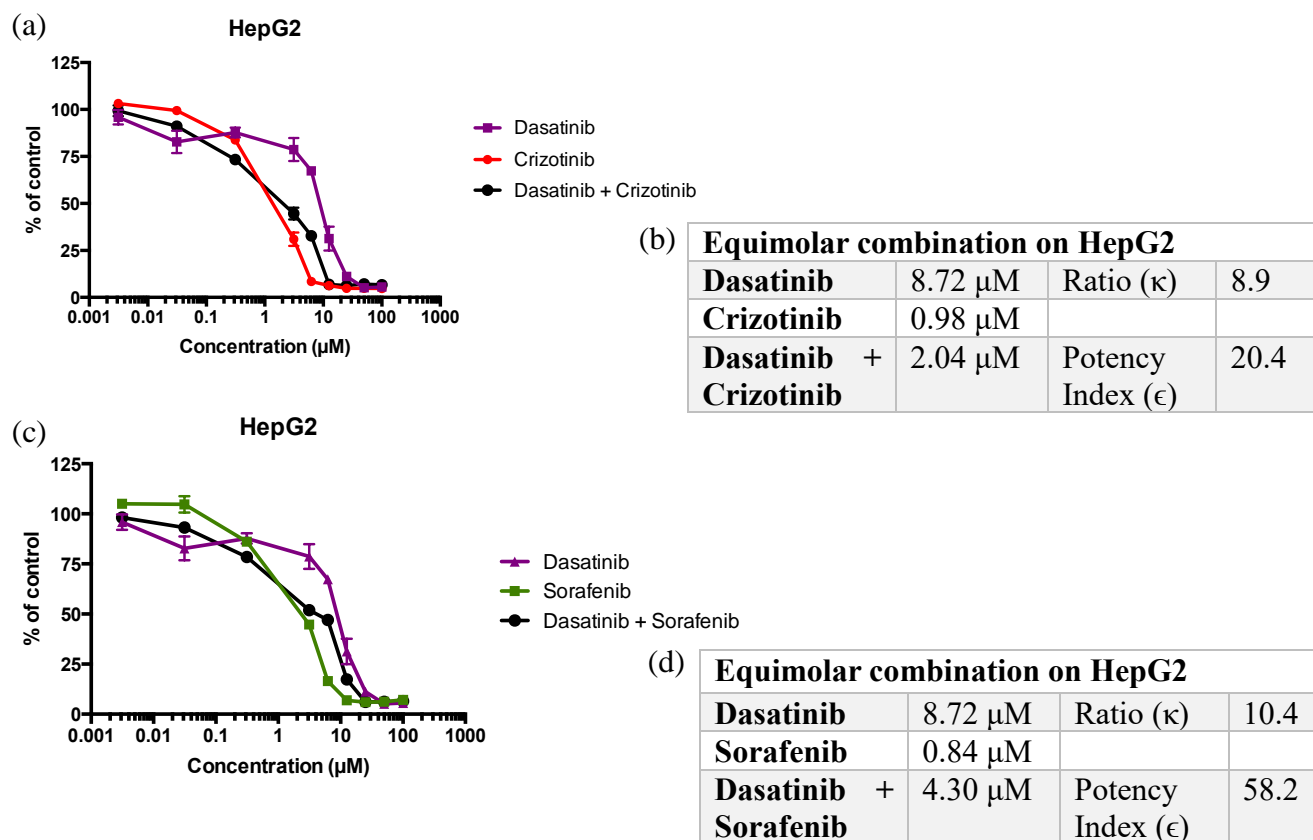 (a)
HepG2
125
100
75
50
25
0
% of control
0.001 0.01 0.1 1 10 100 1000
Concentration (µM)
Dasatinib
Crizotinib
Dasatinib + Crizotinib
(b)
Equimolar combination on HepG2
Dasatinib 8.72 μM Ratio (κ) 8.9
Crizotinib 0.98 μM
Dasatinib + 2.04 μM Potency 20.4
Crizotinib Index (ϵ)
(c)
HepG2
125
100
75
50
25
0
% of control
0.001 0.01 0.1 1 10 100 1000
Concentration (µM)
Dasatinib
Sorafenib
Dasatinib + Sorafenib
(d)
Equimolar combination on HepG2
Dasatinib 8.72 μM Ratio (κ) 10.4
Sorafenib 0.84 μM
Dasatinib + 4.30 μM Potency 58.2
Sorafenib Index (ϵ)